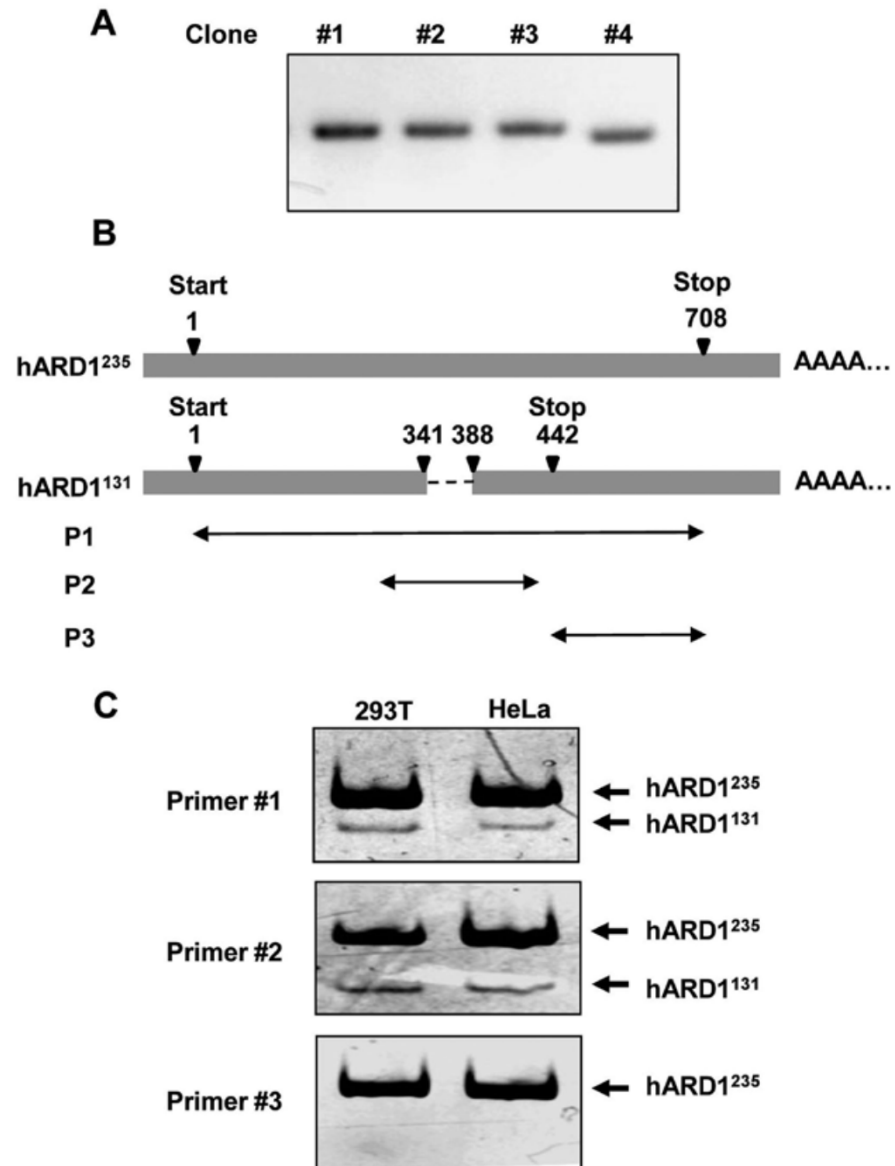 A
Clone #1 #2 #3 #4
B
Start Stop
1 708
hARD1²³⁵ AAAA...
Start Stop
1 341 388 442
hARD1¹³¹ AAAA...
P1
P2
P3
C
293T HeLa
Primer #1 hARD1²³⁵
hARD1¹³¹
Primer #2 hARD1²³⁵
hARD1¹³¹
Primer #3 hARD1²³⁵